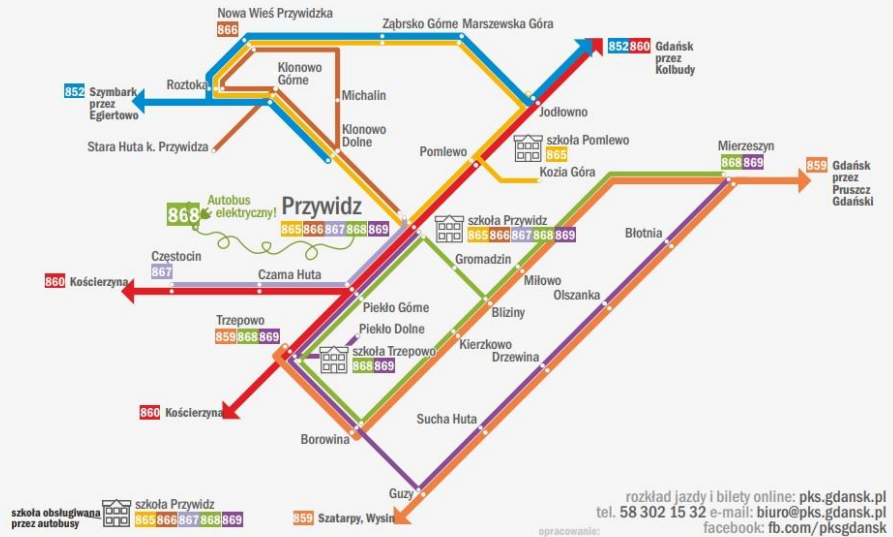 Nowa Wieś Przywidzka
866
Ząbrsko Górne
Marszewska Góra
852 860 Gdańsk
przez
Kolbudy
Roztoka
Klonowo
Górne
852 Szymbark
przez
Egiertowo
Michalin
Jodłowno
Stara Huta k. Przywidza
Klonowo
Dolne
Pomlewo
szkoła Pomlewo
865
Kozia Góra
Mierzeszyn
868 869
859 Gdańsk
przez
Pruszcz
Gdański
868
Autobus
elektryczny!
Przywidz
865 866 867 868 869
szkoła Przywidz
865 866 867 868 869
Błotnia
Częstocin
867
Gromadzin
Czarna Huta
Miłowo
860 Kościerzyna
Olszanka
Piekło Górne
Bliziny
Trzepowo
859 868 869
Piekło Dolne
Kierzkowo
szkoła Trzepowo
868 869
Drzewina
860 Kościerzyna
Sucha Huta
Borowina
Guzy
szkoła obsługiwana
przez autobusy
szkoła Przywidz
865 866 867 868 869
859 Szatarpy, Wysin
rozkład jazdy i bilety online: pks.gdansk.pl
tel. 58 302 15 32 e-mail: biuro@pks.gdansk.pl
facebook: fb.com/pksgdansk
opracowanie: